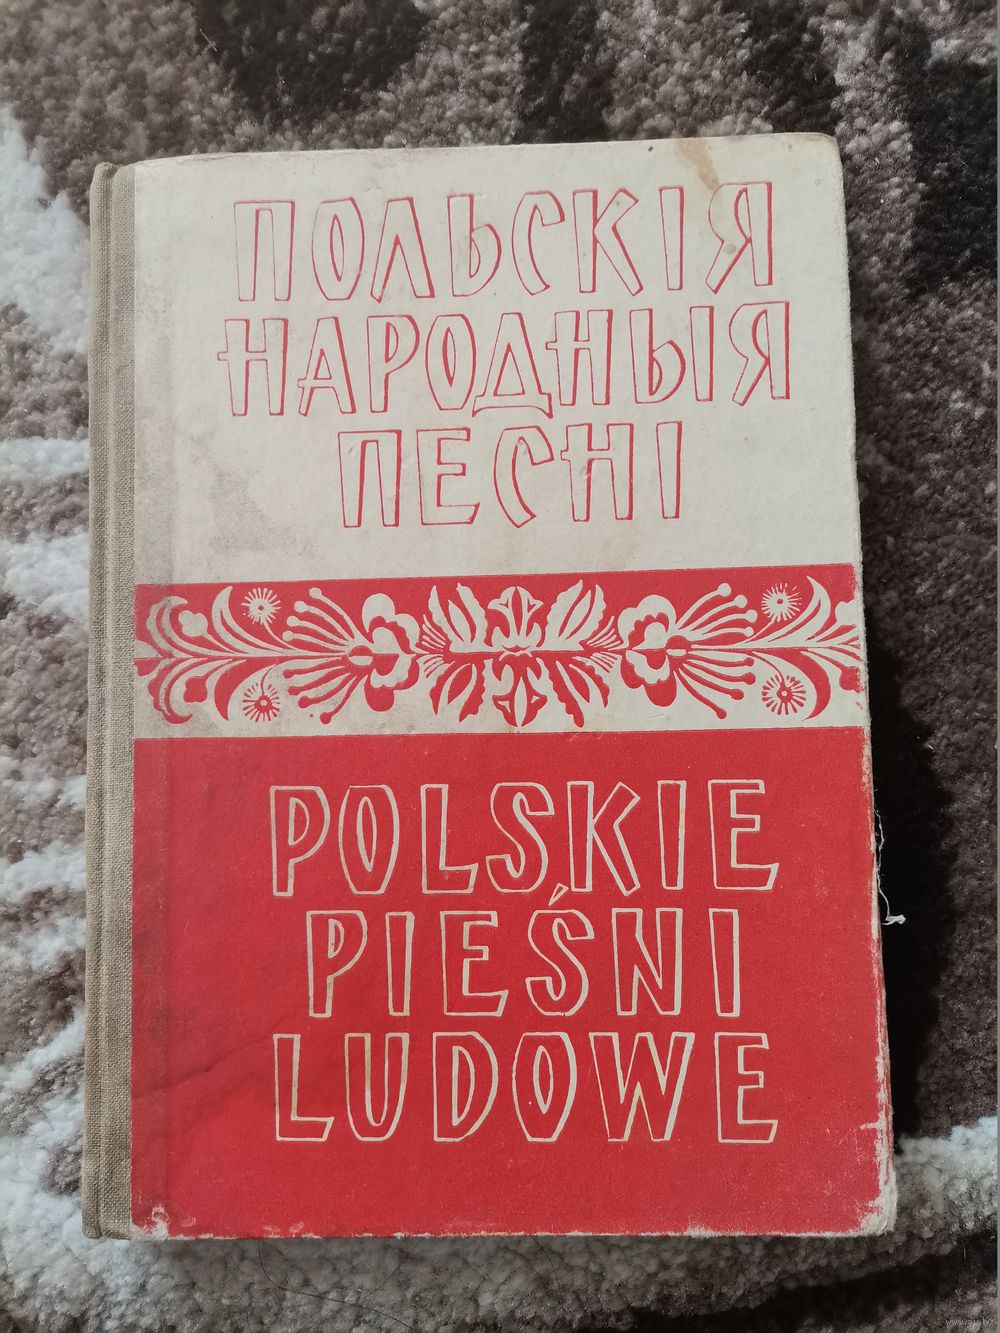 ПОЛЬСКІЯ
НАРОДНЫЯ
ПЕСНІ
POLSKIE
PIEŚNI
LUDOWE